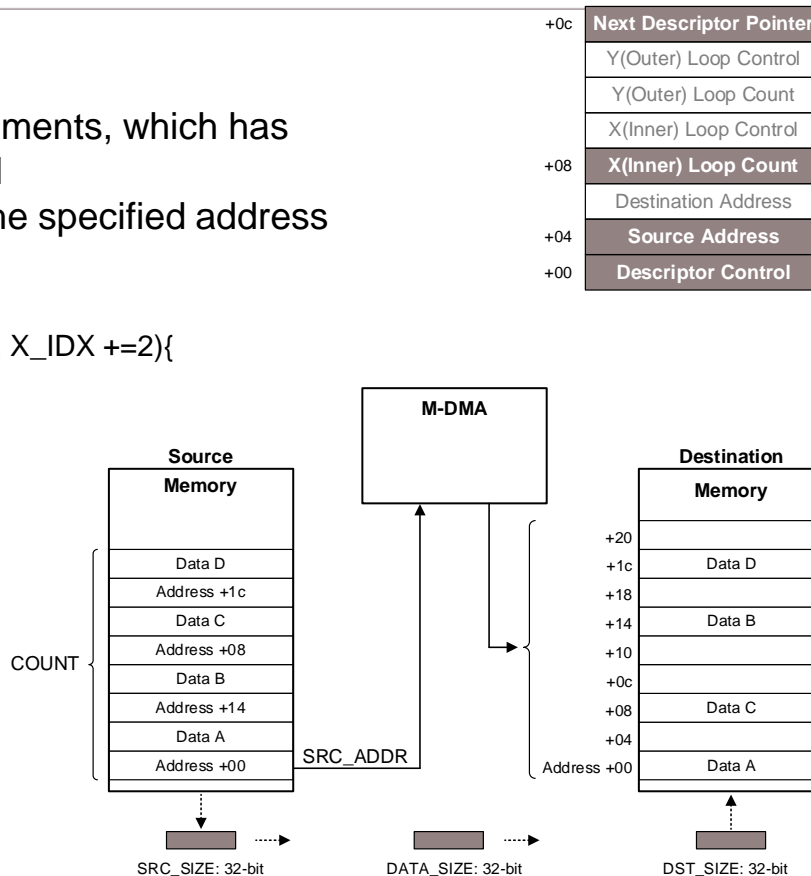 +0c Next Descriptor Pointer
Y(Outer) Loop Control
Y(Outer) Loop Count
X(Inner) Loop Control
+08 X(Inner) Loop Count
Destination Address
+04 Source Address
+00 Descriptor Control
ments, which has
he specified address
X_IDX +=2){
M-DMA
Source
Memory
Data D
Address +1c
Data C
Address +08
Data B
Address +14
Data A
Address +00
COUNT
SRC_ADDR
Destination
Memory
+20
+1c Data D
+18
+14 Data B
+10
+0c
+08 Data C
+04
Address +00 Data A
SRC_SIZE: 32-bit
DATA_SIZE: 32-bit
DST_SIZE: 32-bit